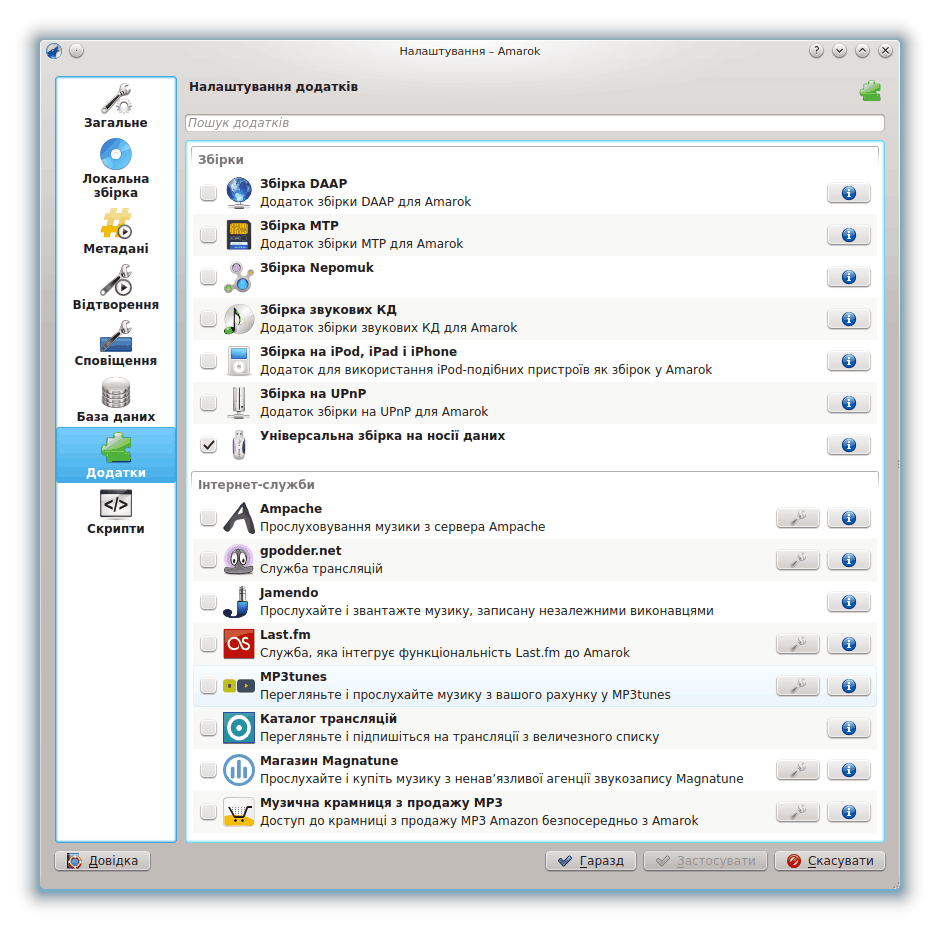 Налаштування – Amarok
Загальне
Локальна
збірка
Метадані
Відтворення
Сповіщення
База даних
Додатки
Скрипти
Налаштування додатків
Пошук додатків
Збірки
Збірка DAAP
Додаток збірки DAAP для Amarok
Збірка MTP
Додаток збірки MTP для Amarok
Збірка Nepomuk
Збірка звукових КД
Додаток збірки звукових КД для Amarok
Збірка на iPod, iPad і iPhone
Додаток для використання iPod-подібних пристроїв як збірок у Amarok
Збірка на UPnP
Додаток збірки на UPnP для Amarok
Універсальна збірка на носії даних
Інтернет-служби
Ampache
Прослуховування музики з сервера Ampache
gpodder.net
Служба трансляцій
Jamendo
Прослухайте і звантажте музику, записану незалежними виконавцями
Last.fm
Служба, яка інтегрує функціональність Last.fm до Amarok
MP3tunes
Перегляньте і прослухайте музику з вашого рахунку у MP3tunes
Каталог трансляцій
Перегляньте і підпишіться на трансляції з величезного списку
Магазин Magnatune
Прослухайте і купіть музику з ненав’язливої агенції звукозапису Magnatune
Музична крамниця з продажу MP3
Доступ до крамниці з продажу MP3 Amazon безпосередньо з Amarok
Довідка
Гаразд
Застосувати
Скасувати